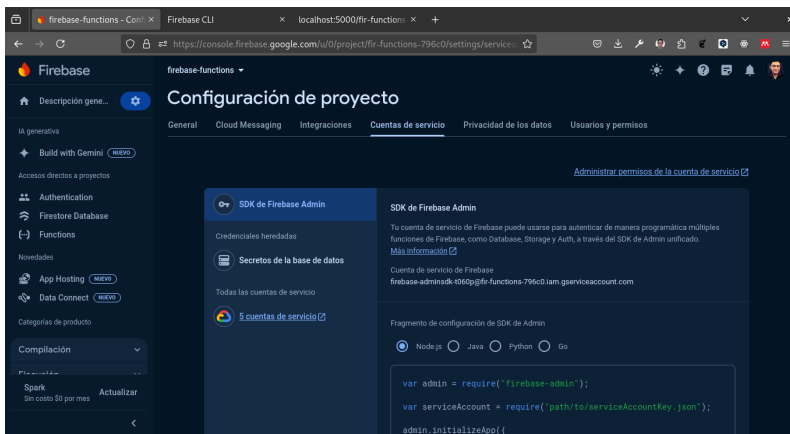 firebase-functions - Confi
Firebase CLI
localhost:5000/fir-functions-
https://console.firebase.google.com/u/0/project/fir-functions-796c0/settings/servicea
Firebase
firebase-functions
Descripción gene...
Configuración de proyecto
General Cloud Messaging Integraciones Cuentas de servicio Privacidad de los datos Usuarios y permisos
IA generativa
Build with Gemini NUEVO
Accesos directos a proyectos
Authentication
Firestore Database
Functions
Novedades
App Hosting NUEVO
Data Connect NUEVO
Categorías de producto
Compilación
Spark
Sin costo $0 por mes
Actualizar
Administrar permisos de la cuenta de servicio
SDK de Firebase Admin
Credenciales heredadas
Secretos de la base de datos
Todas las cuentas de servicio
5 cuentas de servicio
SDK de Firebase Admin
Tu cuenta de servicio de Firebase puede usarse para autenticar de manera programática múltiples
funciones de Firebase, como Database, Storage y Auth, a través del SDK de Admin unificado.
Más información
Cuenta de servicio de Firebase
firebase-adminsdk-t060p@fir-functions-796c0.iam.gserviceaccount.com
Fragmento de configuración de SDK de Admin
Node.js Java Python Go
var admin = require("firebase-admin");
var serviceAccount = require("path/to/serviceAccountKey.json");
admin.initializeApp({